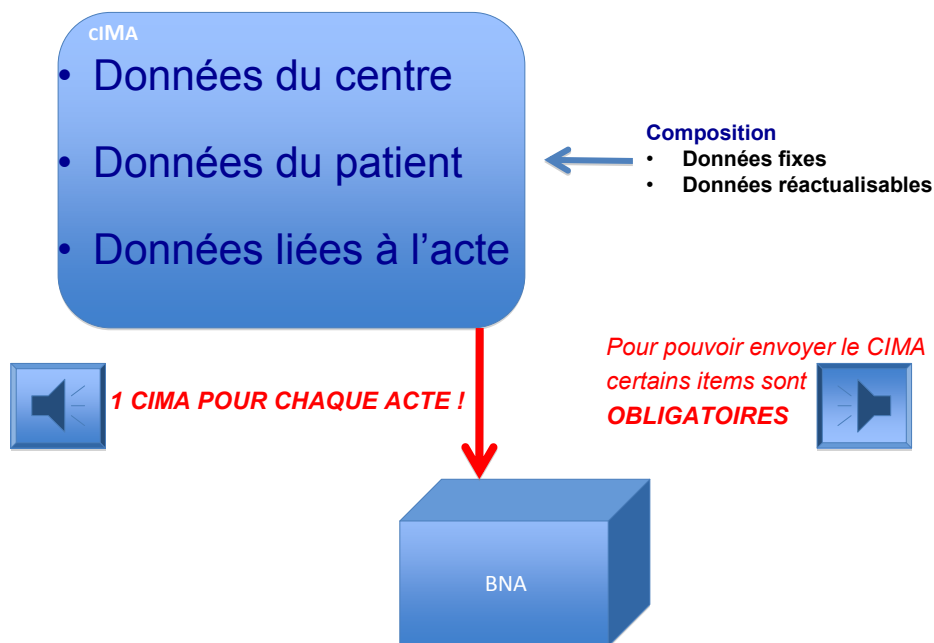 CIMA
• Données du centre
• Données du patient
• Données liées à l’acte
Composition
• Données fixes
• Données réactualisables
1 CIMA POUR CHAQUE ACTE !
Pour pouvoir envoyer le CIMA
certains items sont
OBLIGATOIRES
BNA